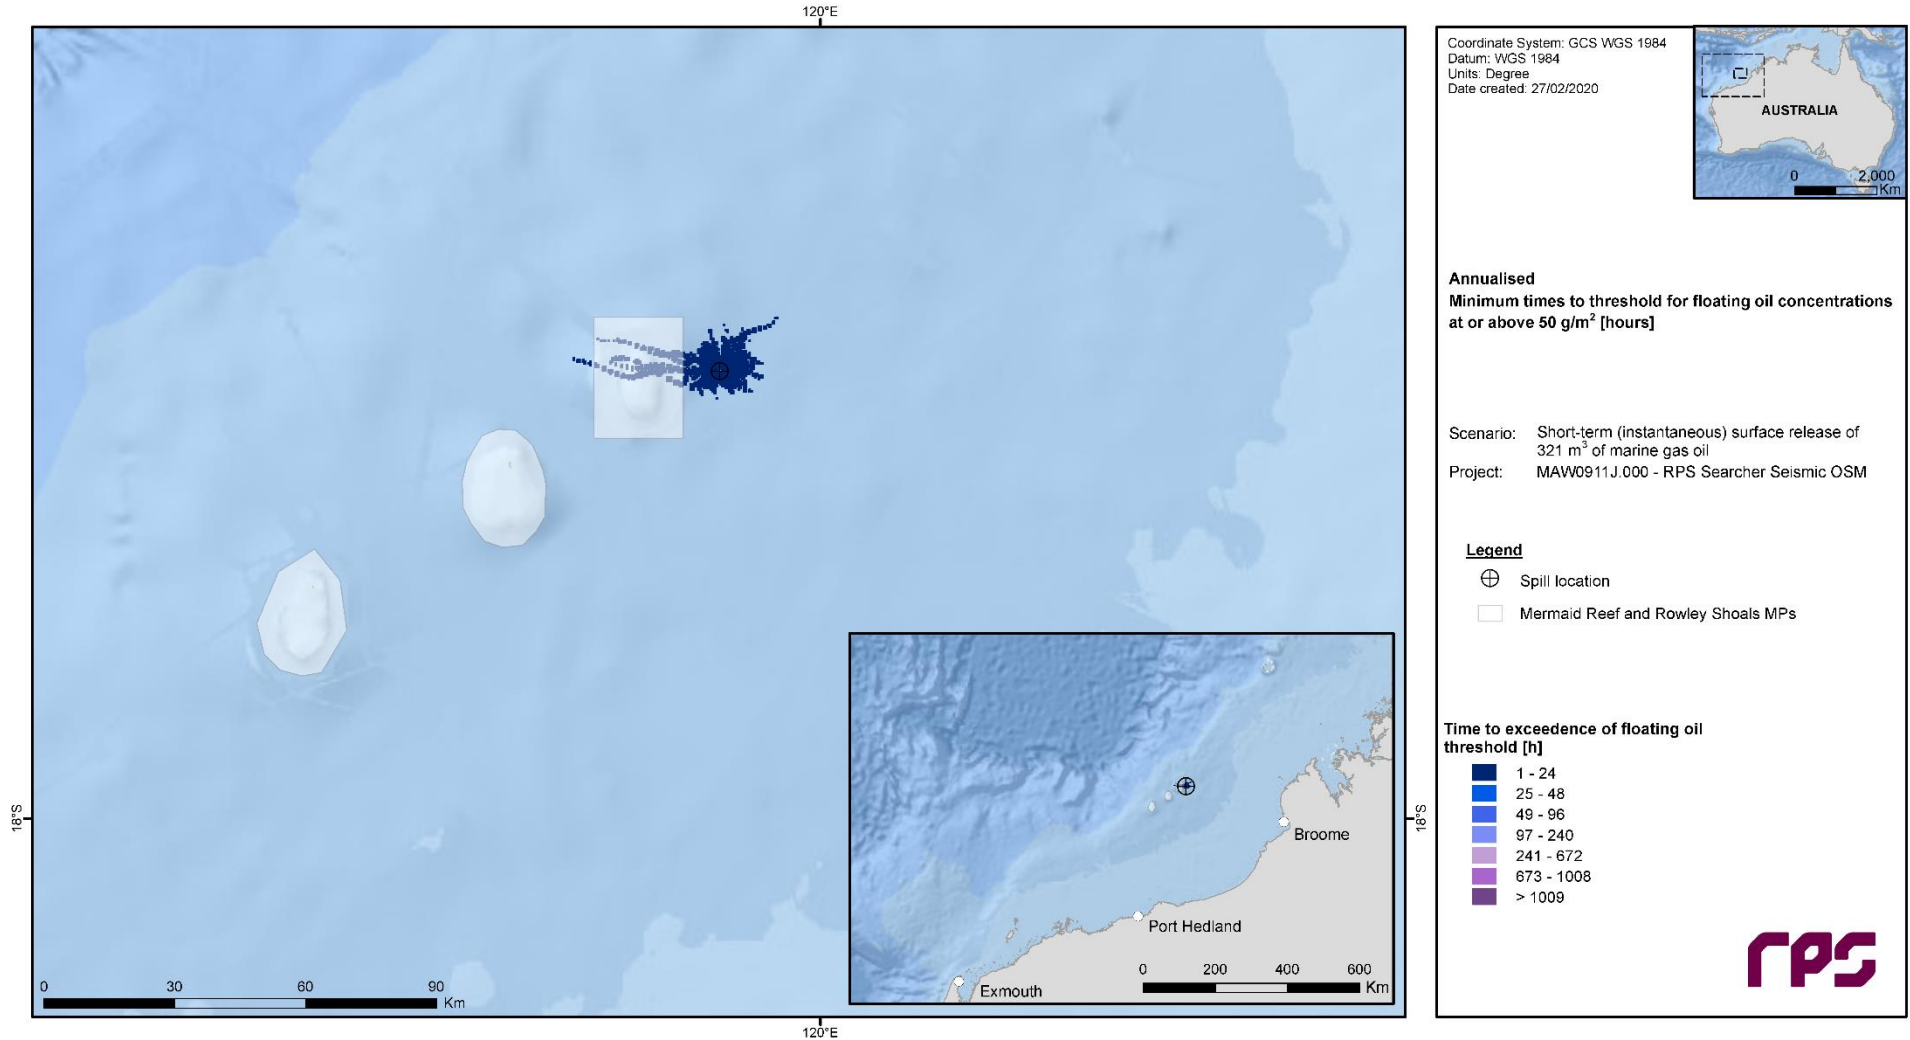 120°E
18°S
18°S
0 30 60 90
Km
120°E
Broome
Port Hedland
Exmouth
0 200 400 600
Km
Coordinate System: GCS WGS 1984
Datum: WGS 1984
Units: Degree
Date created: 27/02/2020
AUSTRALIA
0 2,000
Km
Annualised
Minimum times to threshold for floating oil concentrations
at or above 50 g/m² [hours]
Scenario: Short-term (instantaneous) surface release of
321 m³ of marine gas oil
Project: MAW0911J.000 - RPS Searcher Seismic OSM
Legend
Spill location
Mermaid Reef and Rowley Shoals MPs
Time to exceedence of floating oil
threshold [h]
1 - 24
25 - 48
49 - 96
97 - 240
241 - 672
673 - 1008
> 1009
rps